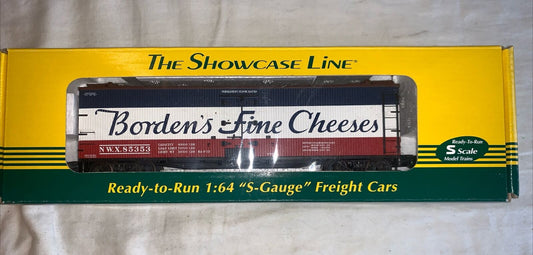 THE SHOWCASE LINE®
Borden's Fine Cheeses
N.W.X. 85353
Ready-To-Run
S Scale
Model Trains
Ready-to-Run 1:64 "S-Gauge" Freight Cars